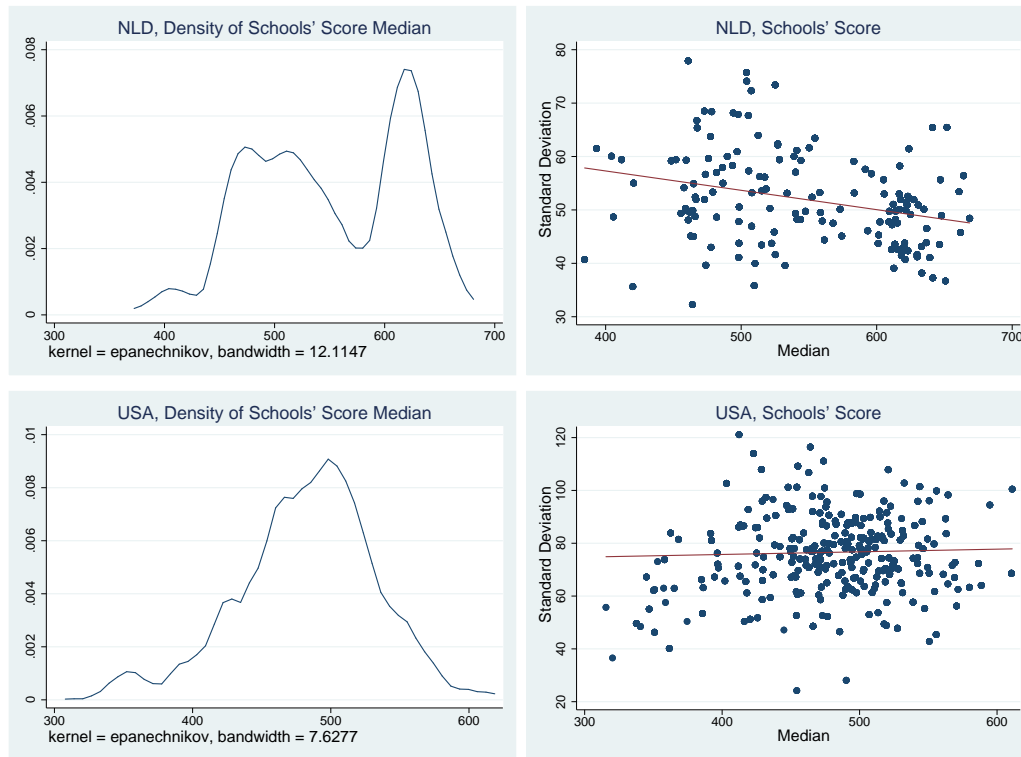 NLD, Density of Schools’ Score Median
.008
.006
.004
.002
0
300 400 500 600 700
kernel = epanechnikov, bandwidth = 12.1147
NLD, Schools’ Score
Standard Deviation
80
70
60
50
40
30
400 500 600 700
Median
USA, Density of Schools’ Score Median
.01
.008
.006
.004
.002
0
300 400 500 600
kernel = epanechnikov, bandwidth = 7.6277
USA, Schools’ Score
Standard Deviation
120
100
80
60
40
20
300 400 500 600
Median